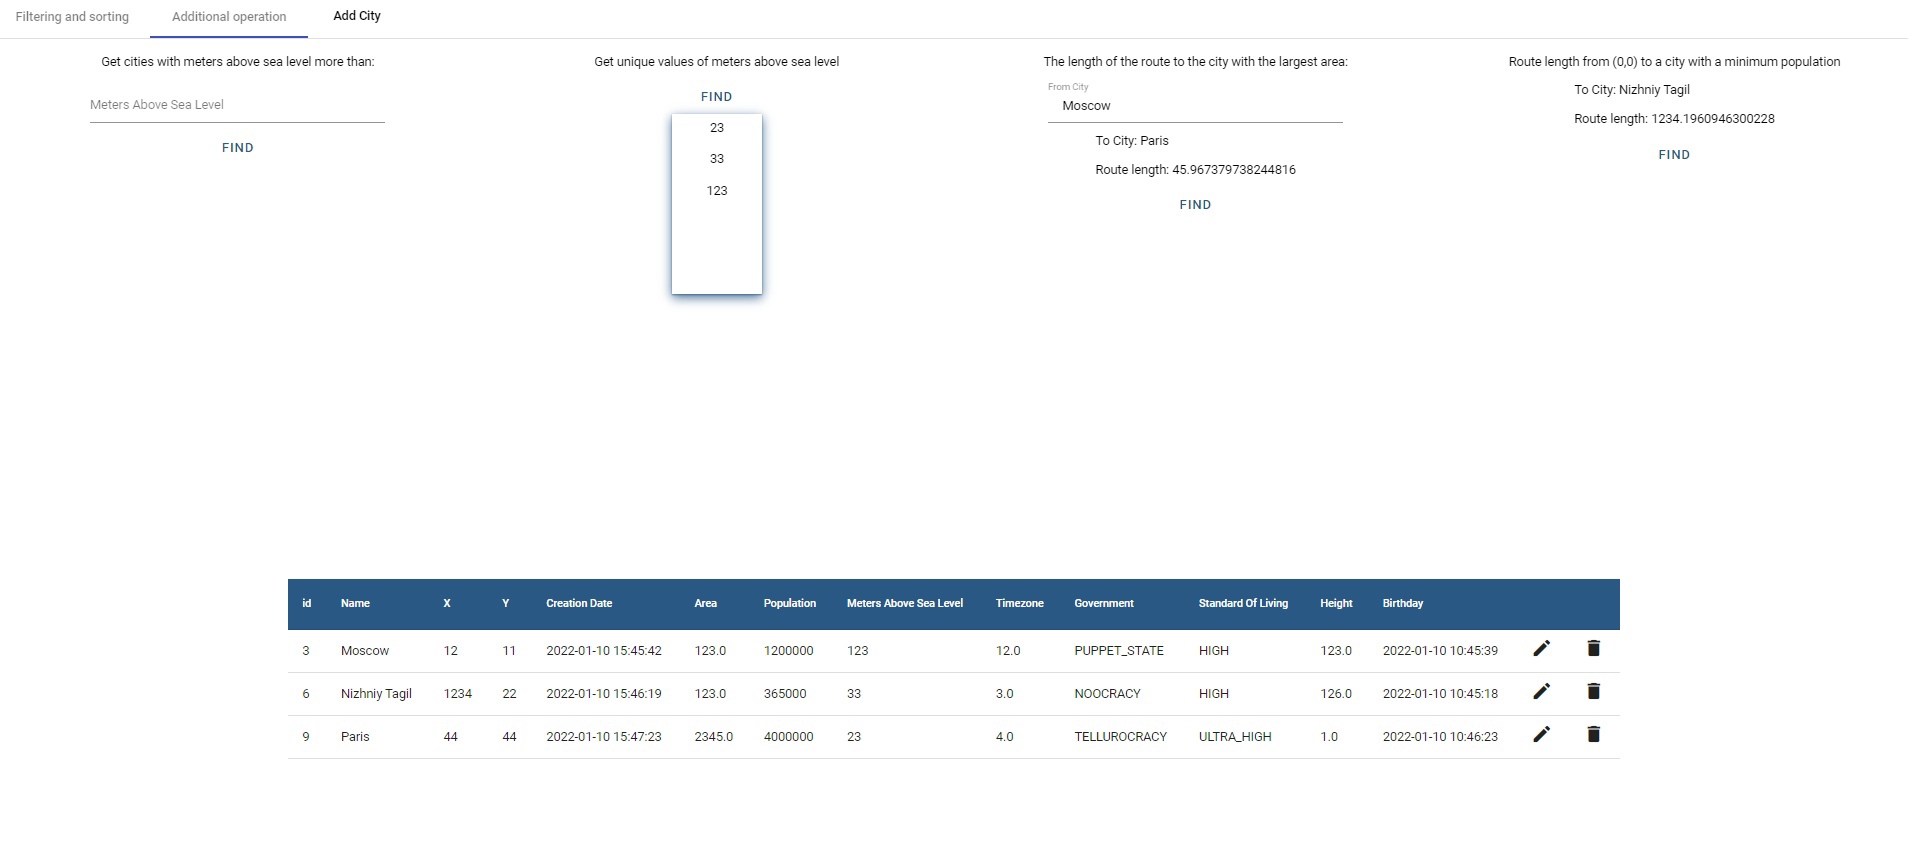 Filtering and sorting Additional operation Add City
Get cities with meters above sea level more than:
Meters Above Sea Level
FIND
Get unique values of meters above sea level
FIND
23
33
123
The length of the route to the city with the largest area:
From City
Moscow
To City: Paris
Route length: 45.967379738244816
FIND
Route length from (0,0) to a city with a minimum population
To City: Nizhniy Tagil
Route length: 1234.1960946300228
FIND
id Name X Y Creation Date Area Population Meters Above Sea Level Timezone Government Standard Of Living Height Birthday
3 Moscow 12 11 2022-01-10 15:45:42 123.0 1200000 123 12.0 PUPPET_STATE HIGH 123.0 2022-01-10 10:45:39
6 Nizhniy Tagil 1234 22 2022-01-10 15:46:19 123.0 365000 33 3.0 NOOCRACY HIGH 126.0 2022-01-10 10:45:18
9 Paris 44 44 2022-01-10 15:47:23 2345.0 4000000 23 4.0 TELLUROCRACY ULTRA_HIGH 1.0 2022-01-10 10:46:23